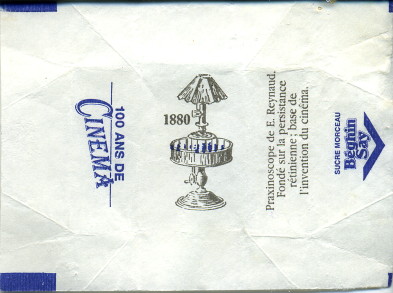 100 ANS DE
CINEMA
1880
Praxinoscope de E. Reynaud.
Fondé sur la persistance
rétinienne : base de
l'invention du cinéma.
SUCRE MORCEAU
Béghin
Say